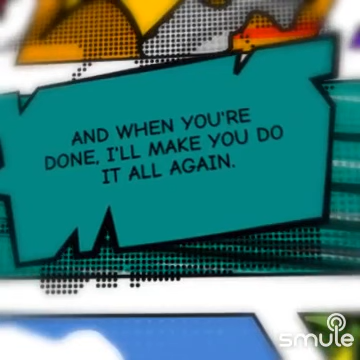 AND WHEN YOU'RE
DONE, I'LL MAKE YOU DO
IT ALL AGAIN.
smule